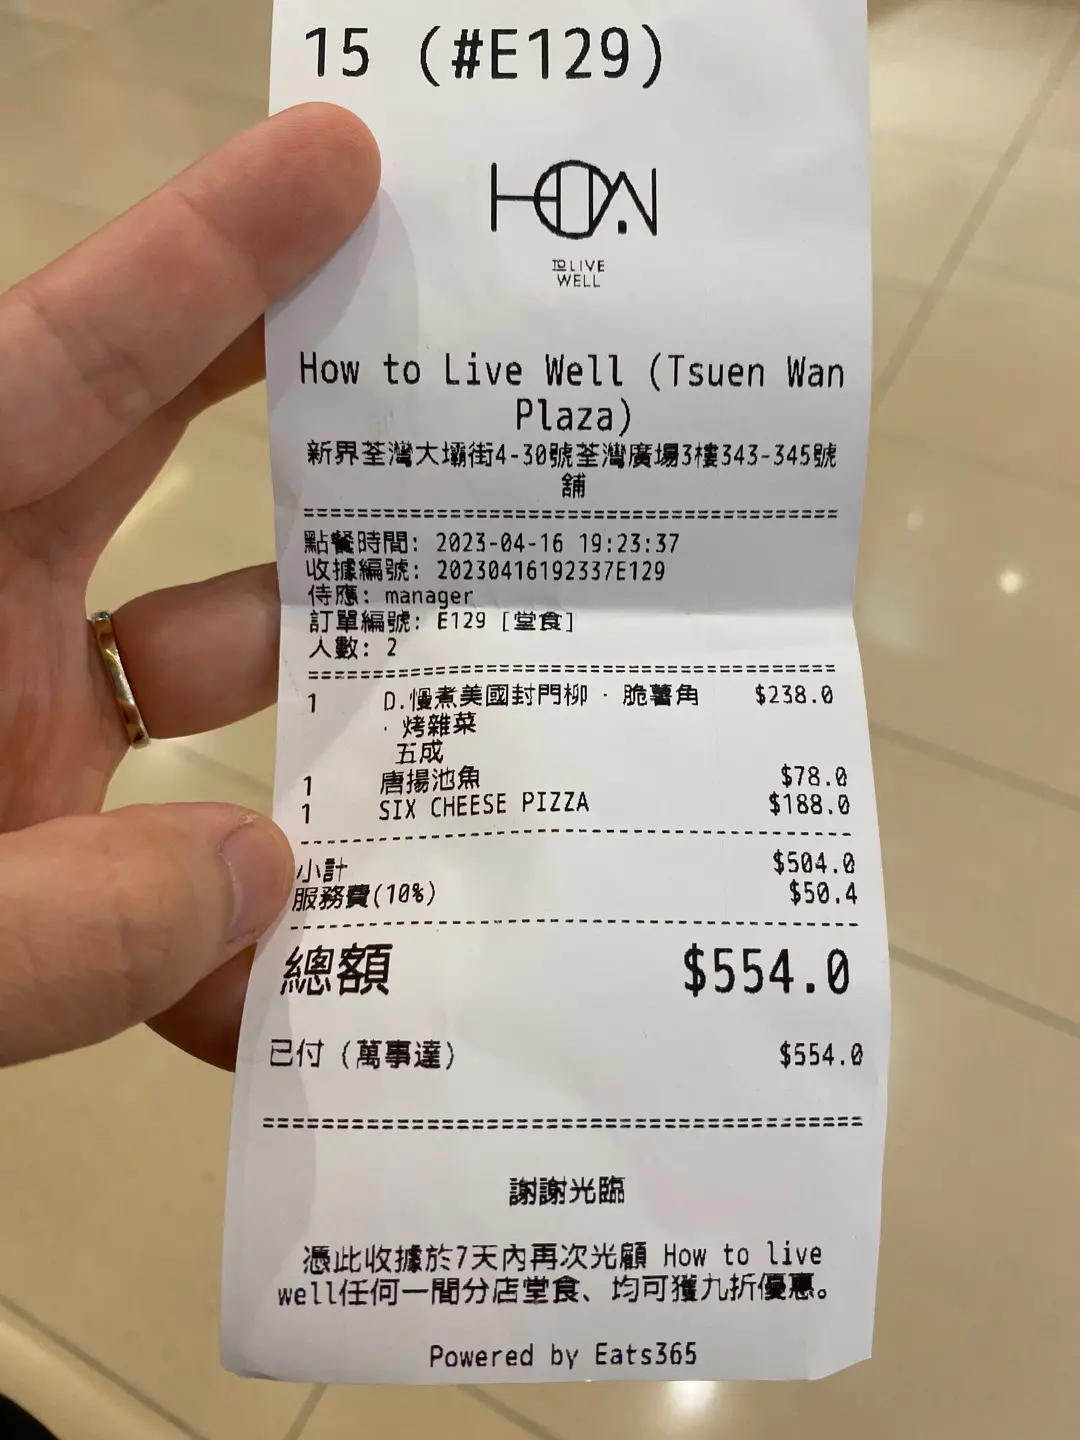 15 (#E129)
HOW
TO LIVE
WELL
How to Live Well (Tsuen Wan
Plaza)
新界荃灣大壩街4-30號荃灣廣場3樓343-345號
舖
================================================
點餐時間: 2023-04-16 19:23:37
收據編號: 20230416192337E129
侍應: manager
訂單編號: E129 [堂食]
人數: 2
================================================
1 D.慢煮美國封門柳 · 脆薯角 $238.0
· 烤雜菜
五成
1 唐揚池魚 $78.0
1 SIX CHEESE PIZZA $188.0
------------------------------------------------
小計 $504.0
服務費(10%) $50.4
------------------------------------------------
總額 $554.0
已付 (萬事達) $554.0
================================================
謝謝光臨
憑此收據於7天內再次光顧 How to live
well任何一間分店堂食、均可獲九折優惠。
Powered by Eats365